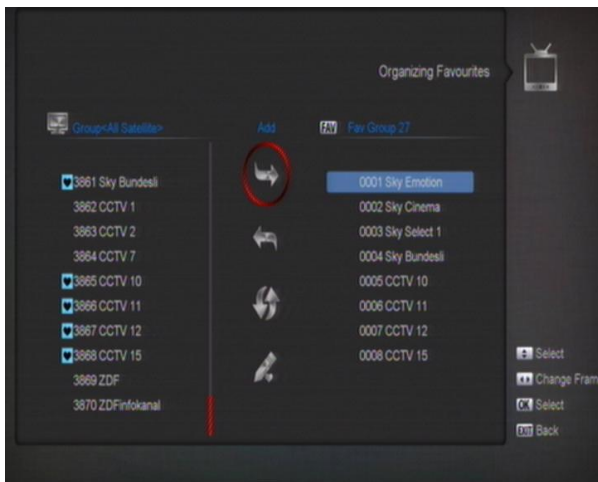 Organizing Favourites
Group<All Satellite>
Add
FAV Fav Group 27
3861 Sky Bundesli
3862 CCTV 1
3863 CCTV 2
3864 CCTV 7
3865 CCTV 10
3866 CCTV 11
3867 CCTV 12
3868 CCTV 15
3869 ZDF
3870 ZDFinfokanal
0001 Sky Emotion
0002 Sky Cinema
0003 Sky Select 1
0004 Sky Bundesli
0005 CCTV 10
0006 CCTV 11
0007 CCTV 12
0008 CCTV 15
Select
Change Fram
OK Select
EXIT Back